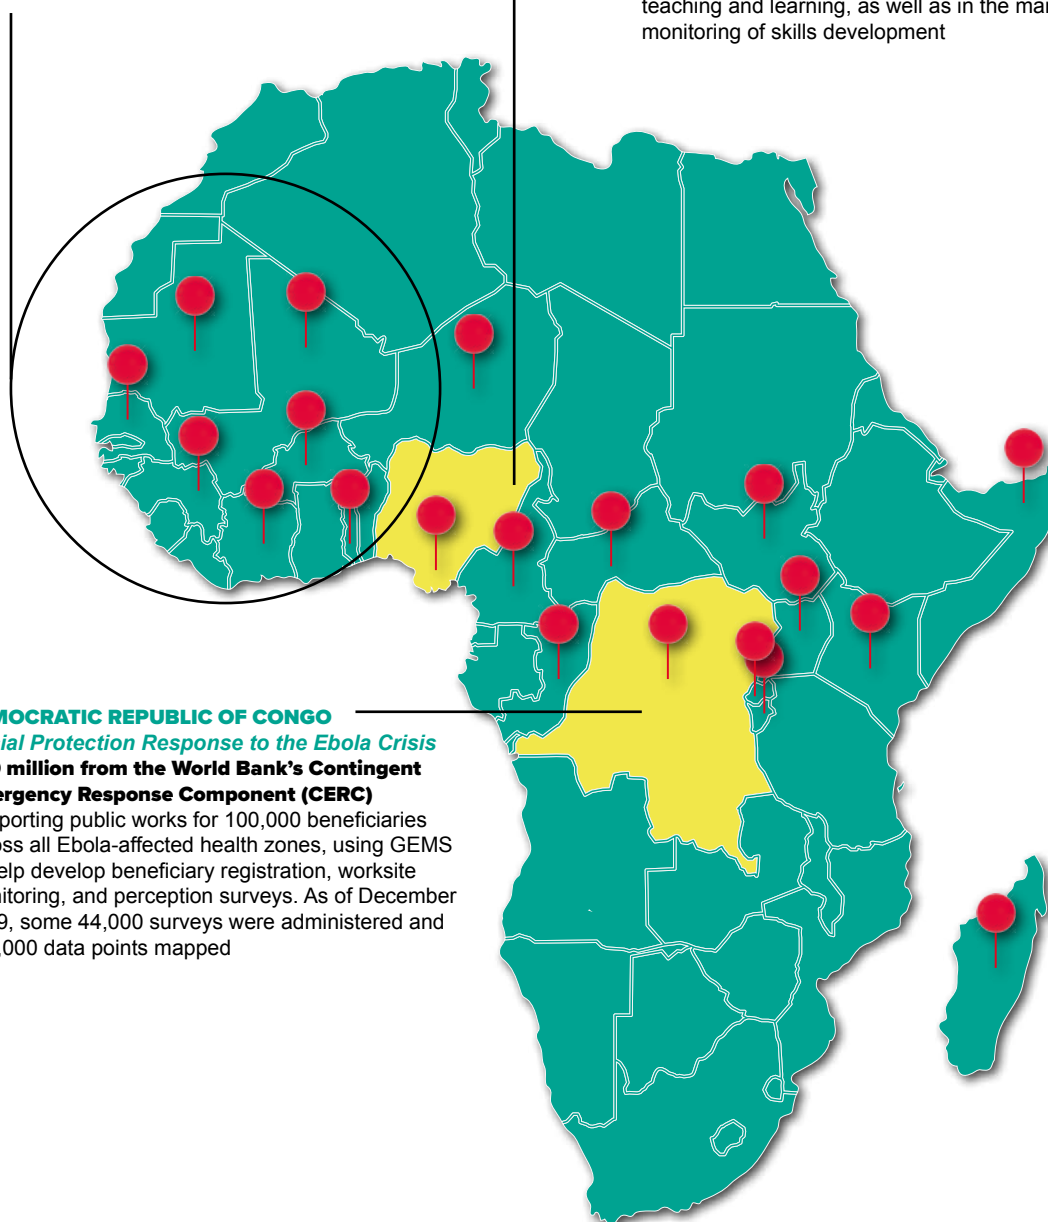 teaching and learning, as well as in the mar
monitoring of skills development
MOCRATIC REPUBLIC OF CONGO
ial Protection Response to the Ebola Crisis
million from the World Bank's Contingent
ergency Response Component (CERC)
porting public works for 100,000 beneficiaries
oss all Ebola-affected health zones, using GEMS
elp develop beneficiary registration, worksite
nitoring, and perception surveys. As of December
9, some 44,000 surveys were administered and
,000 data points mapped